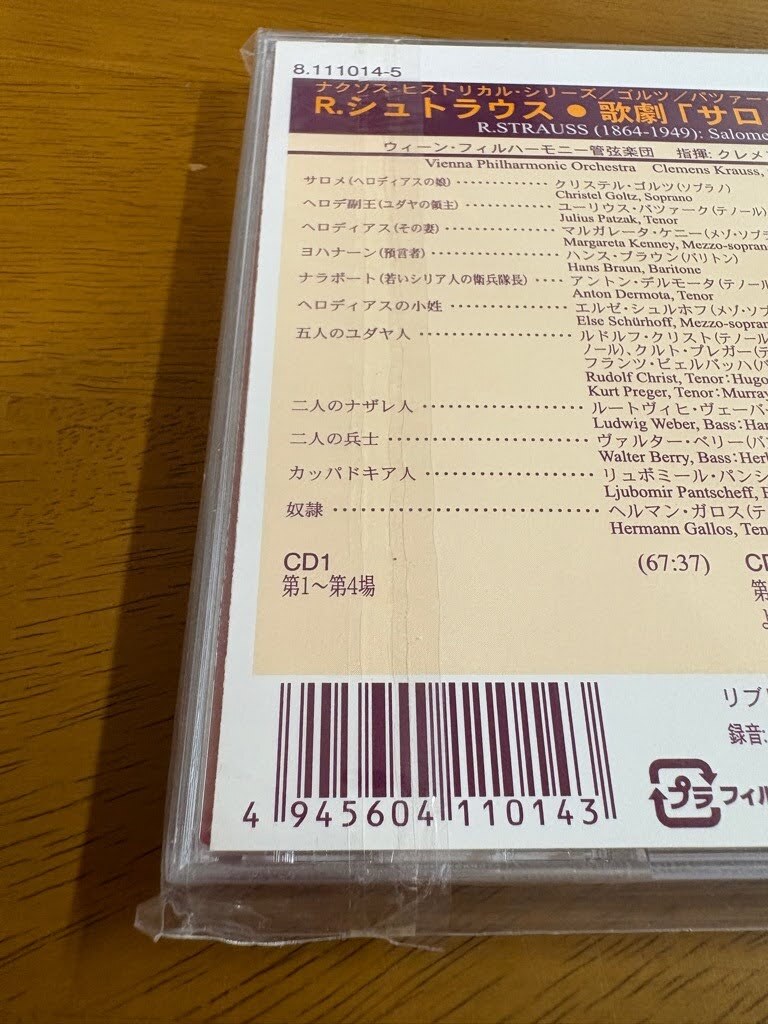 8.111014-5
ナクソス・ヒストリカル・シリーズ/ゴルツ/パツァーク
R.シュトラウス●歌劇「サロ
R.STRAUSS (1864-1949): Salome
ウィーン・フィルハーモニー管弦楽団 指揮: クレメ
Vienna Philharmonic Orchestra Clemens Krauss,
サロメ(ヘロディアスの娘)・・・・・・・・・・・・クリステル・ゴルツ(ソプラノ)
Christel Goltz, Soprano
ヘロデ副王(ユダヤの領主)・・・・・・・・・・・ユーリウス・パツァーク(テノール)
Julius Patzak, Tenor
ヘロディアス(その妻)・・・・・・・・・・・・・・マルガレータ・ケニー(メゾ・ソプラ
Margareta Kenney, Mezzo-soprano
ヨハナーン(預言者)・・・・・・・・・・・・・・・・ハンス・ブラウン(バリトン)
Hans Braun, Baritone
ナラボート(若いシリア人の衛兵隊長)・・・・アントン・デルモータ(テノール
Anton Dermota, Tenor
ヘロディアスの小姓・・・・・・・・・・・・・・エルゼ・シュルホフ(メゾ・ソプ
Else Schürhoff, Mezzo-sopran
五人のユダヤ人・・・・・・・・・・・・・・・・・・ルドルフ・クリスト(テノール
ノール)、クルト・プレガー(テ
フランツ・ビェルバッハ(バ
Rudolf Christ, Tenor:Hugo
Kurt Preger, Tenor:Murray
二人のナザレ人・・・・・・・・・・・・・・・・・・ルートヴィヒ・ヴェーバー
Ludwig Weber, Bass:Har
二人の兵士・・・・・・・・・・・・・・・・・・・・・ヴァルター・ベリー(バ
Walter Berry, Bass:Herb
カッパドキア人・・・・・・・・・・・・・・・・・・リュボミール・パンシ
Ljubomir Pantscheff, B
奴隷・・・・・・・・・・・・・・・・・・・・・・・・・・ヘルマン・ガロス(テ
Hermann Gallos, Ten
CD1 (67:37) CD
第1~第4場 第
リブ
録音:
4 945604 110143
プラ フィル